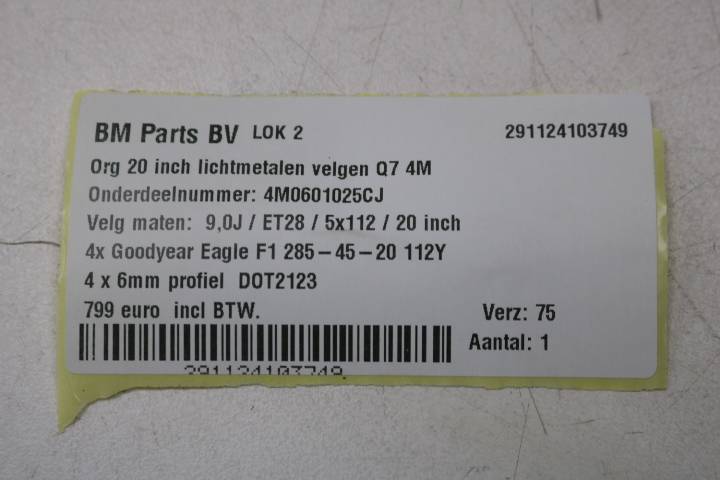 BM Parts BV LOK 2 291124103749
Org 20 inch lichtmetalen velgen Q7 4M
Onderdeelnummer: 4M0601025CJ
Velg maten: 9,0J / ET28 / 5x112 / 20 inch
4x Goodyear Eagle F1 285-45-20 112Y
4 x 6mm profiel DOT2123
799 euro incl BTW. Verz: 75
Aantal: 1
291124103749